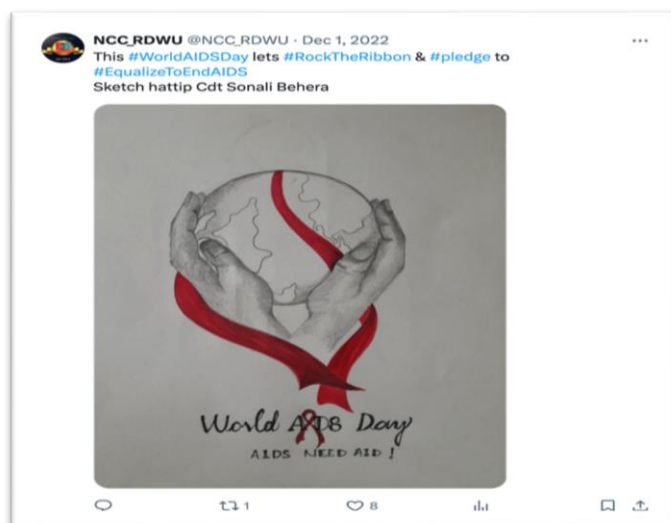 NCC_RDWU @NCC_RDWU · Dec 1, 2022
This #WorldAIDSDay lets #RockTheRibbon & #pledge to
#EqualizeToEndAIDS
Sketch hattip Cdt Sonali Behera
World AIDS Day
AIDS NEED AID !
1
8